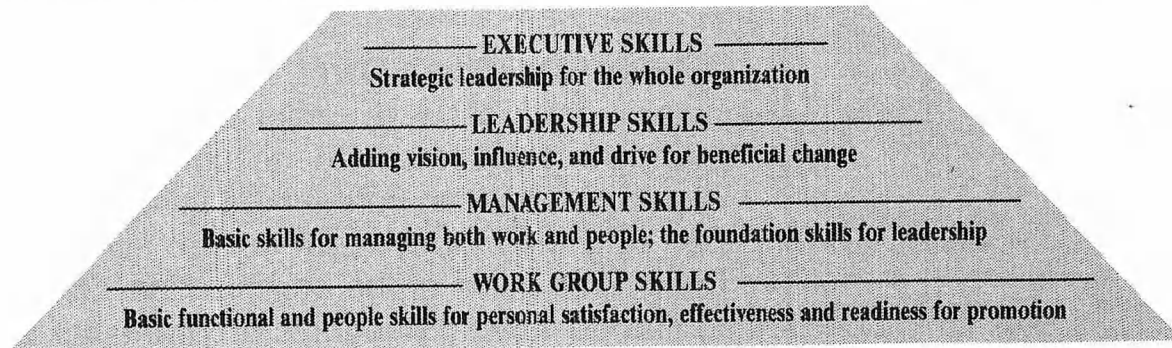 EXECUTIVE SKILLS
Strategic leadership for the whole organization
LEADERSHIP SKILLS
Adding vision, influence, and drive for beneficial change
MANAGEMENT SKILLS
Basic skills for managing both work and people; the foundation skills for leadership
WORK GROUP SKILLS
Basic functional and people skills for personal satisfaction, effectiveness and readiness for promotion